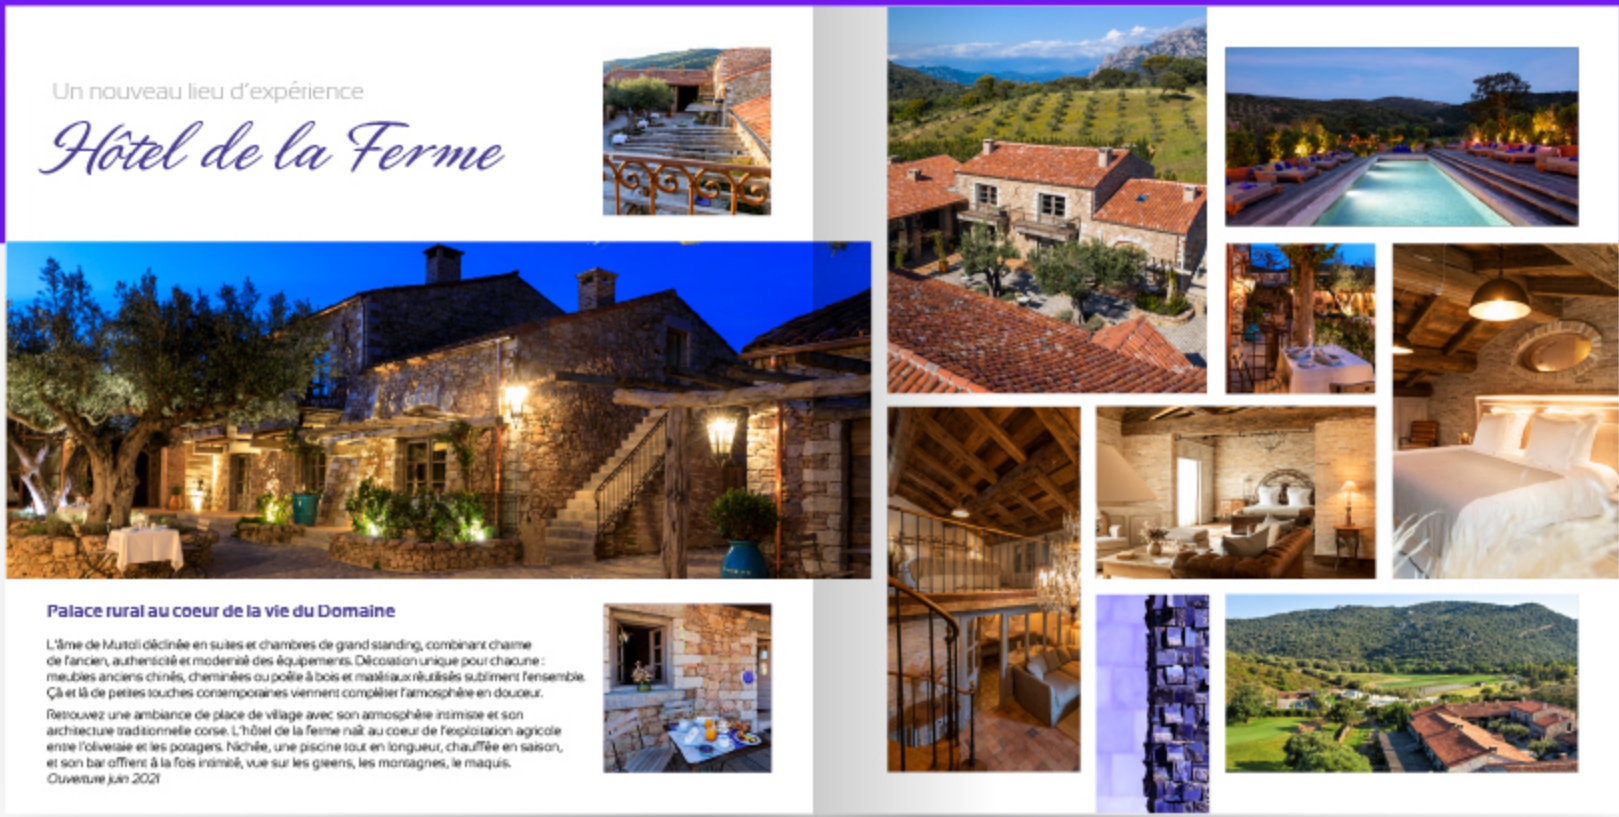 Un nouveau lieu d'expérience
Hôtel de la Ferme
Palace rural au coeur de la vie du Domaine
L'âme de Murtoli déclinée en suites et chambres de grand standing, combinant charme
de l'ancien, authenticité et modernité des équipements. Décoration unique pour chacune :
meubles anciens chinés, cheminées ou poêle à bois et matériaux réutilisés subliment l'ensemble.
Çà et là de petites touches contemporaines viennent compléter l'atmosphère en douceur.
Retrouvez une ambiance de place de village avec son atmosphère intimiste et son
architecture traditionnelle corse. L'hôtel de la ferme naît au coeur de l'exploitation agricole
entre l'oliveraie et les potagers. Nichée, une piscine tout en longueur, chauffée en saison,
et son bar offrent à la fois intimité, vue sur les greens, les montagnes, le maquis.
Ouverture juin 2021